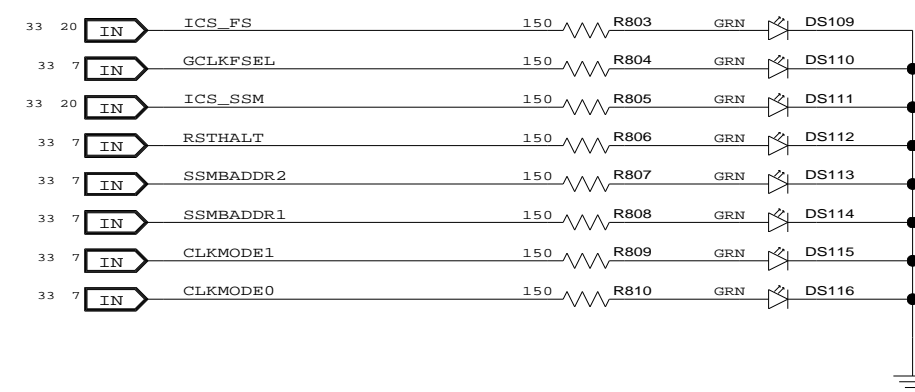 33 20 IN ICS_FS 150 R803 GRN DS109
33 7 IN GCLKFSEL 150 R804 GRN DS110
33 20 IN ICS_SSM 150 R805 GRN DS111
33 7 IN RSTHALT 150 R806 GRN DS112
33 7 IN SSMBADDR2 150 R807 GRN DS113
33 7 IN SSMBADDR1 150 R808 GRN DS114
33 7 IN CLKMODE1 150 R809 GRN DS115
33 7 IN CLKMODE0 150 R810 GRN DS116